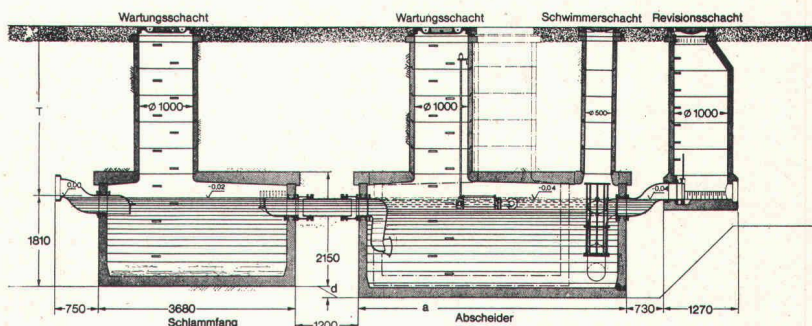 Wartungsschacht Wartungsschacht Schwimmerschacht Revisionsschacht
T
ø 1000 ø 1000 ø 500 ø 1000
0.00 -0.02 -0.04 -0.04
1810 2150
d
750 3680 1200 a 730 1270
Schlammfang Abscheider